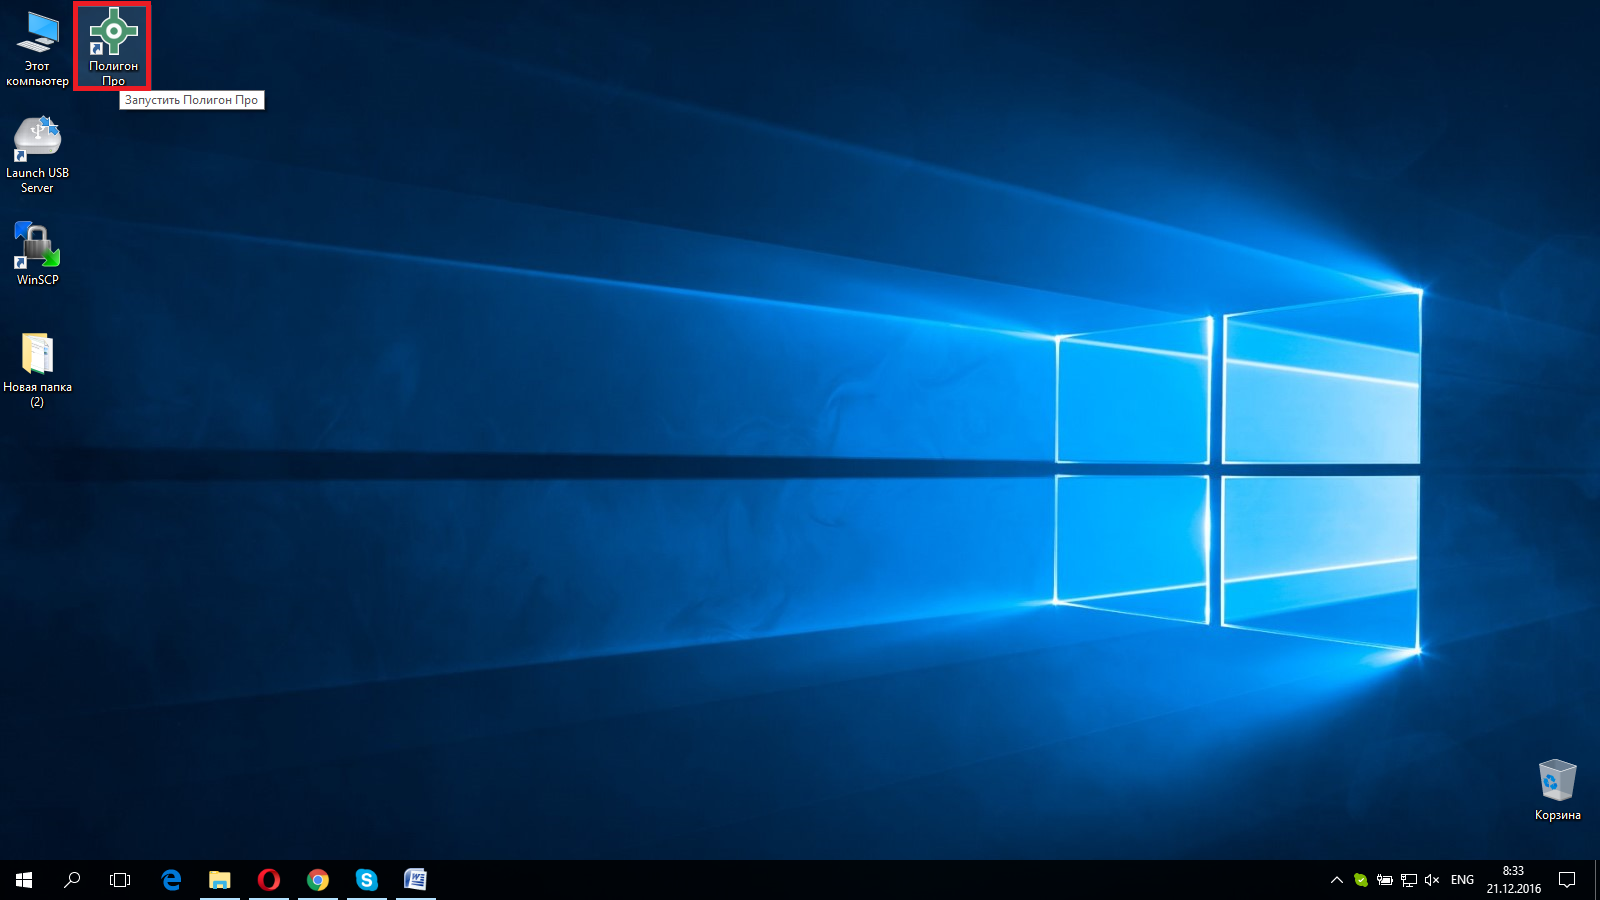 Этот
компьютер
Полигон
Про
Запустить Полигон Про
Launch USB
Server
WinSCP
Новая папка
(2)
Корзина
ENG
8:33
21.12.2016